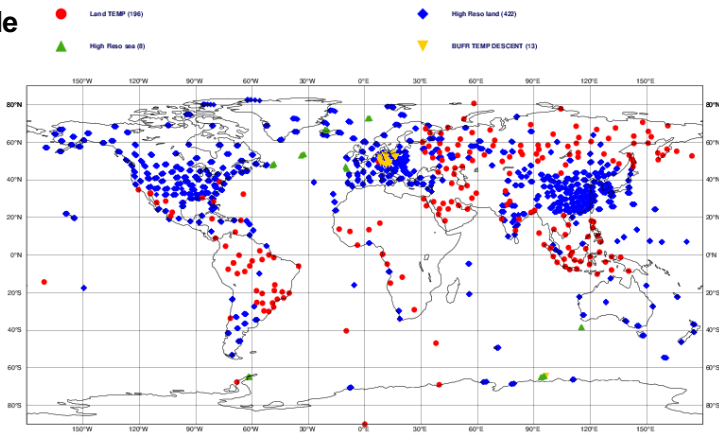 de
Land TEMP (196)
High Reso land (422)
High Reso sea (8)
BUFR TEMP DESCENT (13)
150°W 120°W 90°W 60°W 30°W 0°E 30°E 60°E 90°E 120°E 150°E
80°N 80°N
60°N 60°N
40°N 40°N
20°N 20°N
0°N 0°N
20°S 20°S
40°S 40°S
60°S 60°S
80°S 80°S
150°W 120°W 90°W 60°W 30°W 0°E 30°E 60°E 90°E 120°E 150°E